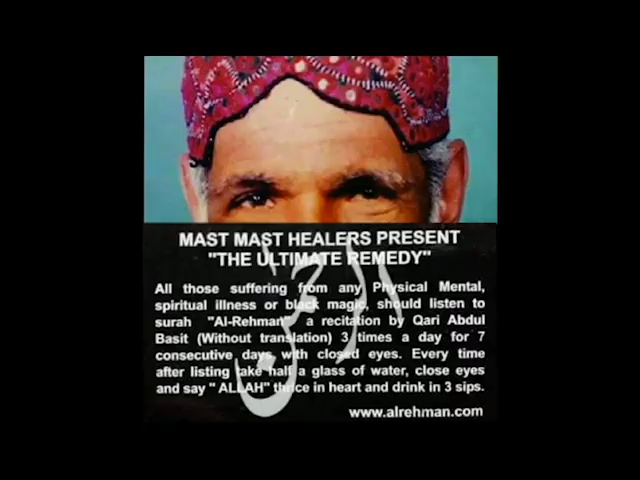 MAST MAST HEALERS PRESENT
"THE ULTIMATE REMEDY"
All those suffering from any Physical Mental,
spiritual illness or black magic, should listen to
surah "Al-Rehman" a recitation by Qari Abdul
Basit (Without translation) 3 times a day for 7
consecutive days with closed eyes. Every time
after listing take half a glass of water, close eyes
and say " ALLAH" thrice in heart and drink in 3 sips.
الرحمن
www.alrehman.com